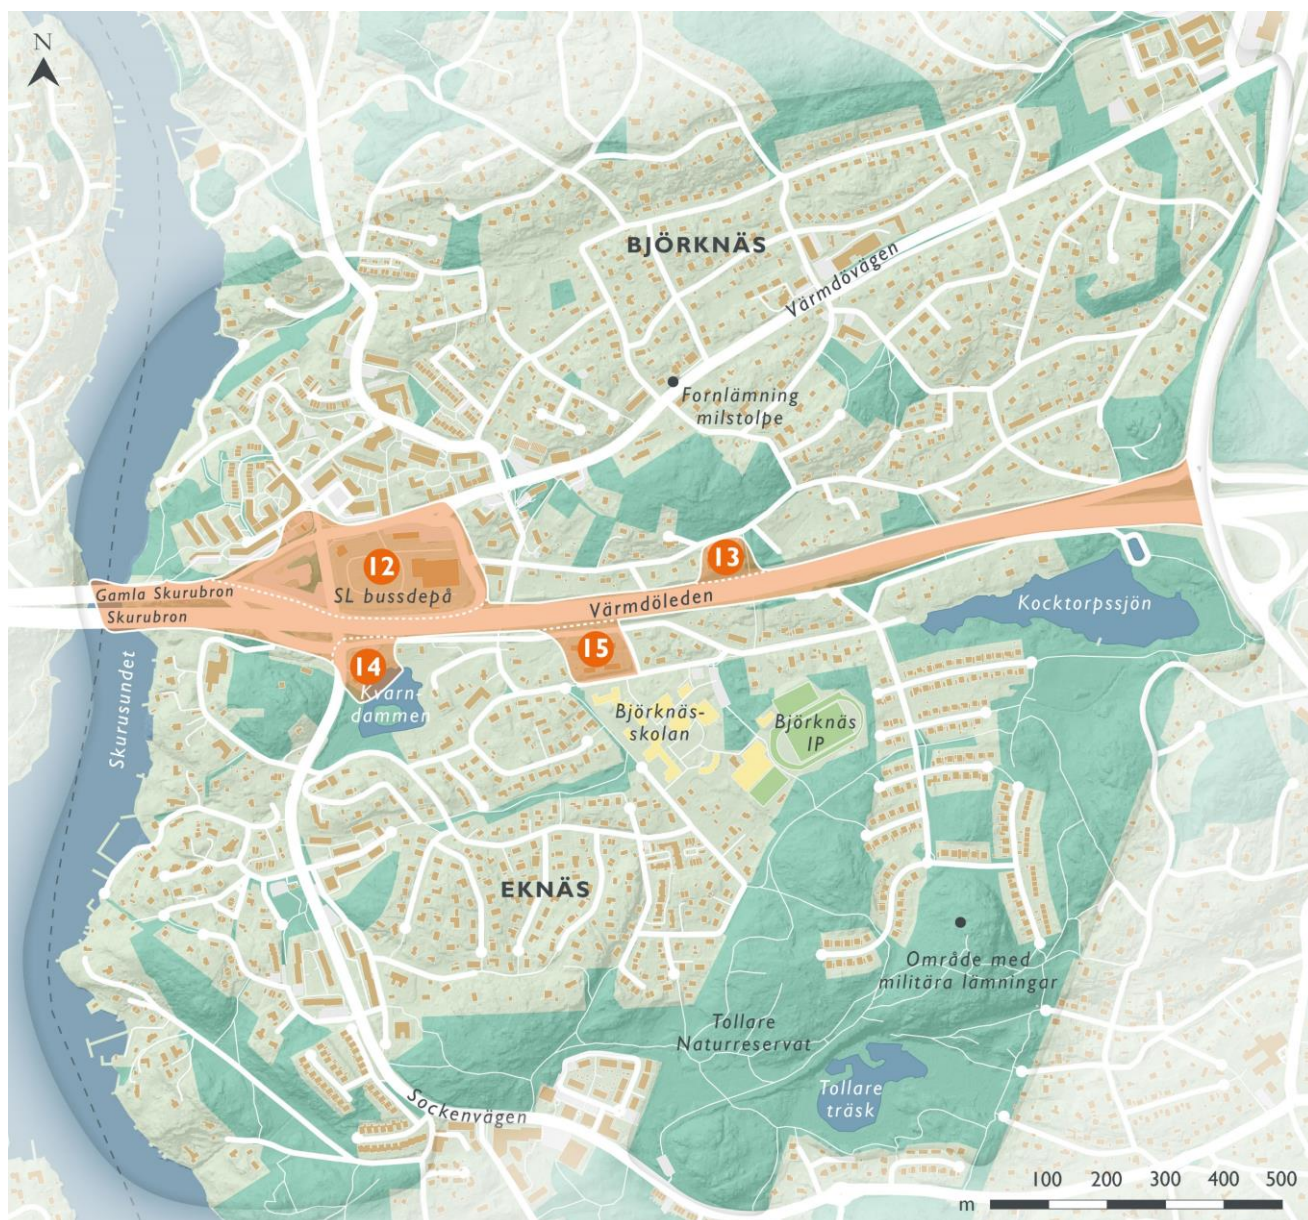 N
BJÖRKNÄS
Värmdövägen
Fornlämning
milstolpe
12
SL bussdepå
13
Gamla Skurubron
Skurubron
Värmdöleden
Kocktorpssjön
14
15
Kvarn-
dammen
Skurusundet
Björknäs-
skolan
Björknäs
IP
EKNÄS
Område med
militära lämningar
Tollare
Naturreservat
Tollare
träsk
Sockenvägen
100 200 300 400 500
m